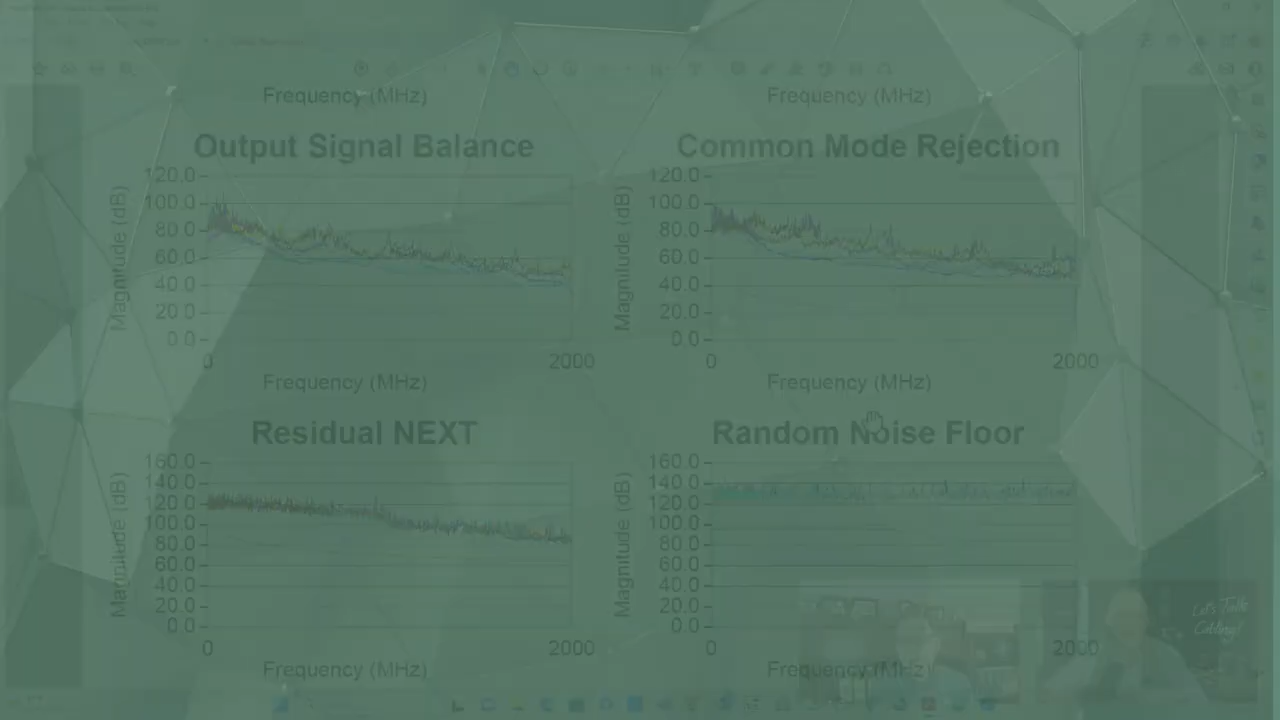 Frequency (MHz) Frequency (MHz)
Output Signal Balance
120.0
100.0
80.0
60.0
40.0
20.0
0.0
Magnitude (dB)
0 2000
Frequency (MHz)
Common Mode Rejection
120.0
100.0
80.0
60.0
40.0
20.0
0.0
Magnitude (dB)
0 2000
Frequency (MHz)
Residual NEXT
160.0
140.0
120.0
100.0
80.0
60.0
40.0
20.0
0.0
Magnitude (dB)
0 2000
Frequency (MHz)
Random Noise Floor
160.0
140.0
120.0
100.0
80.0
60.0
40.0
20.0
0.0
Magnitude (dB)
0 2000
Frequency (MHz)
Let's Talk
Cabling!